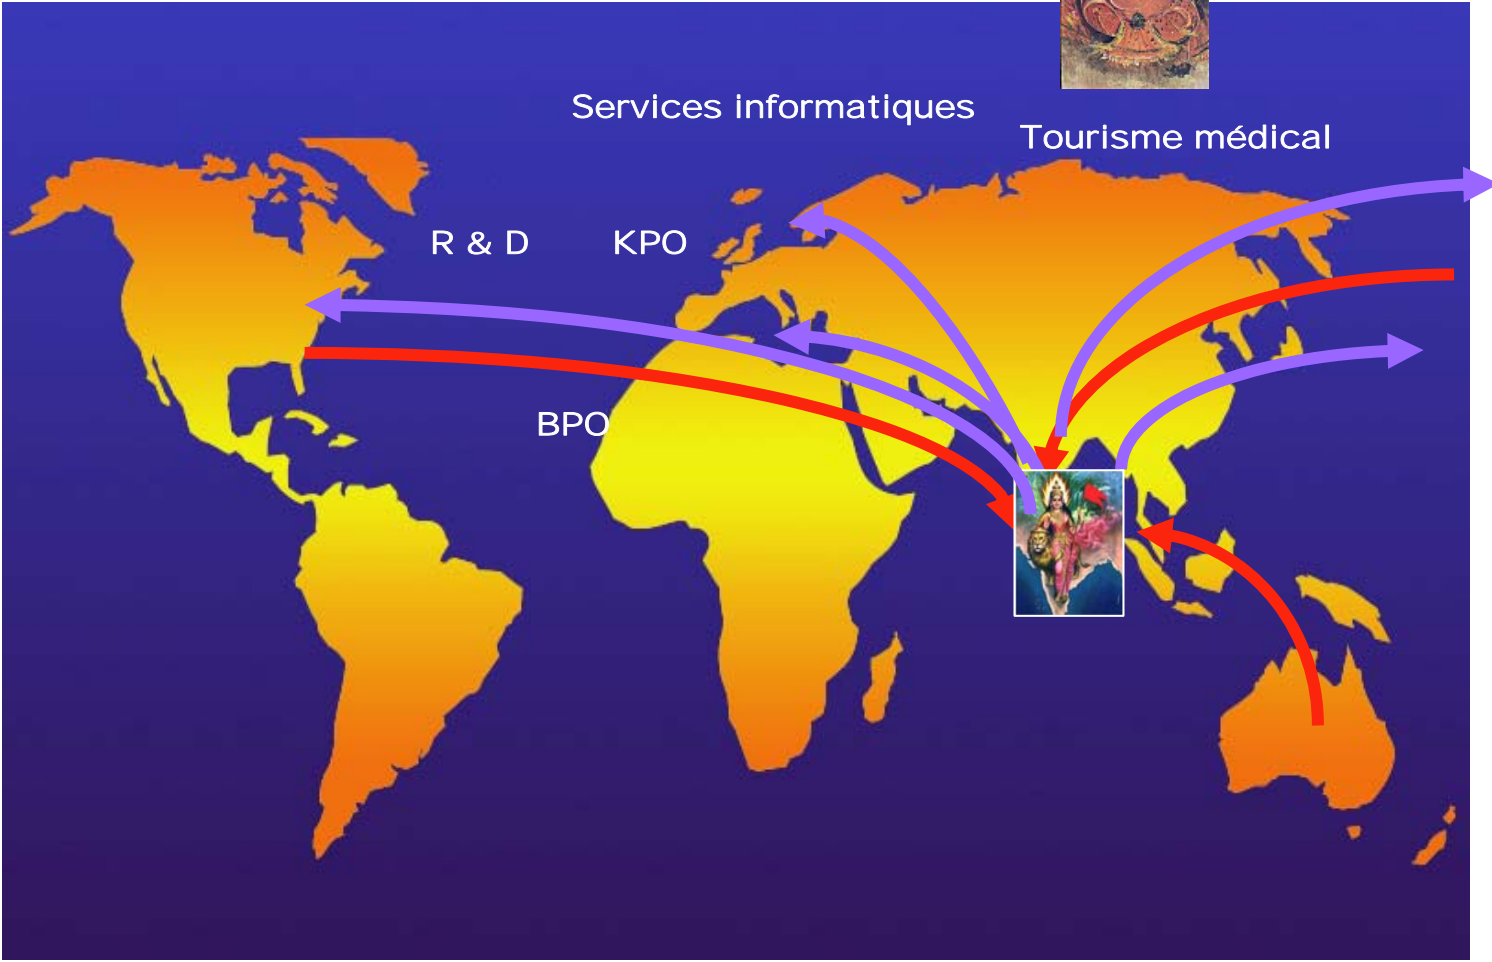 Services informatiques
Tourisme médical
R & D
KPO
BPO